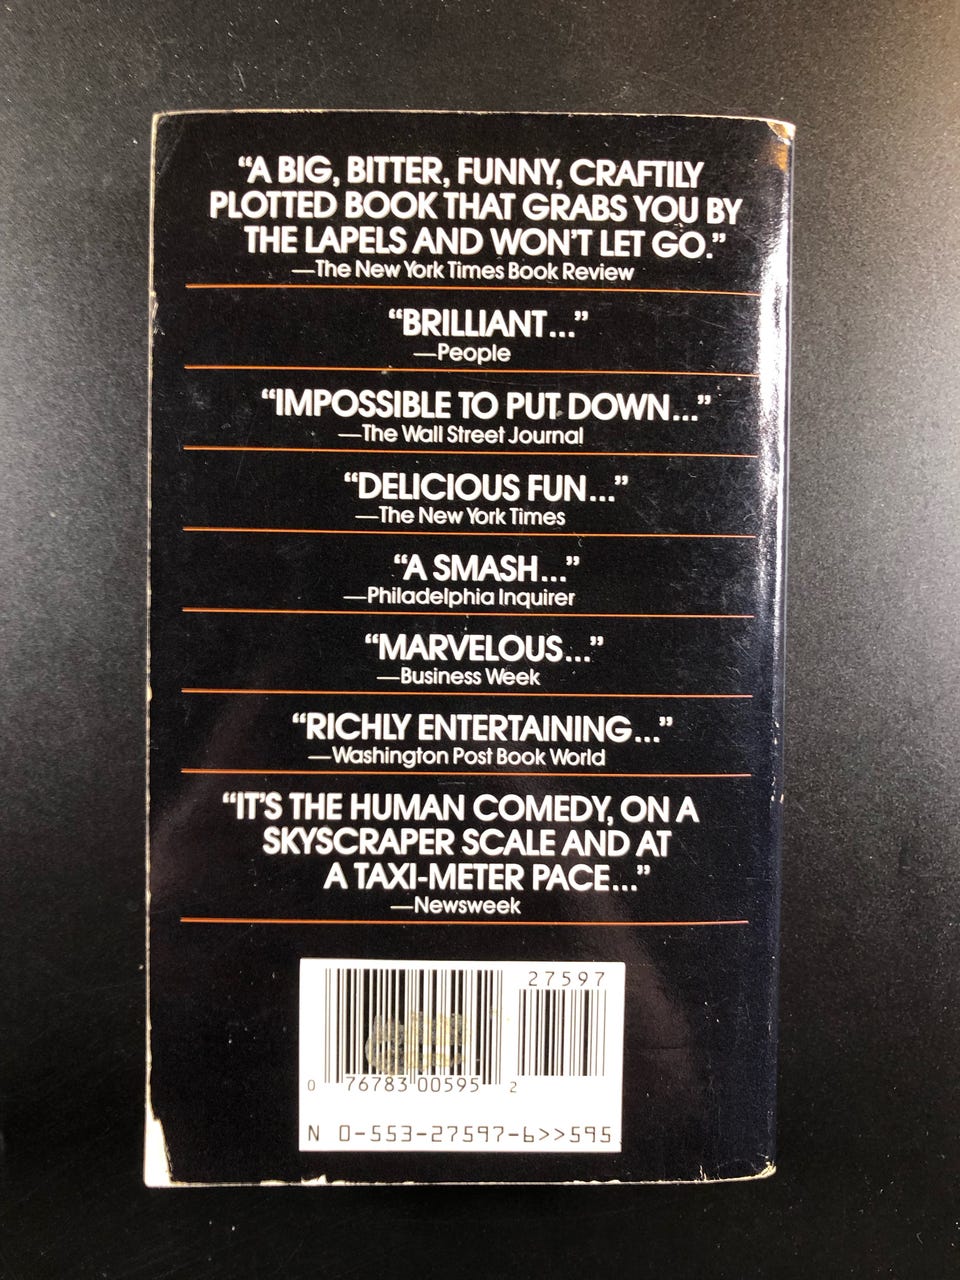 “A BIG, BITTER, FUNNY, CRAFTILY
PLOTTED BOOK THAT GRABS YOU BY
THE LAPELS AND WON’T LET GO.”
—The New York Times Book Review
“BRILLIANT...”
—People
“IMPOSSIBLE TO PUT DOWN...”
—The Wall Street Journal
“DELICIOUS FUN...”
—The New York Times
“A SMASH...”
—Philadelphia Inquirer
“MARVELOUS...”
—Business Week
“RICHLY ENTERTAINING...”
—Washington Post Book World
“IT’S THE HUMAN COMEDY, ON A
SKYSCRAPER SCALE AND AT
A TAXI-METER PACE...”
—Newsweek
27597
0 76783 00595 2
N 0-553-27597-6>>595